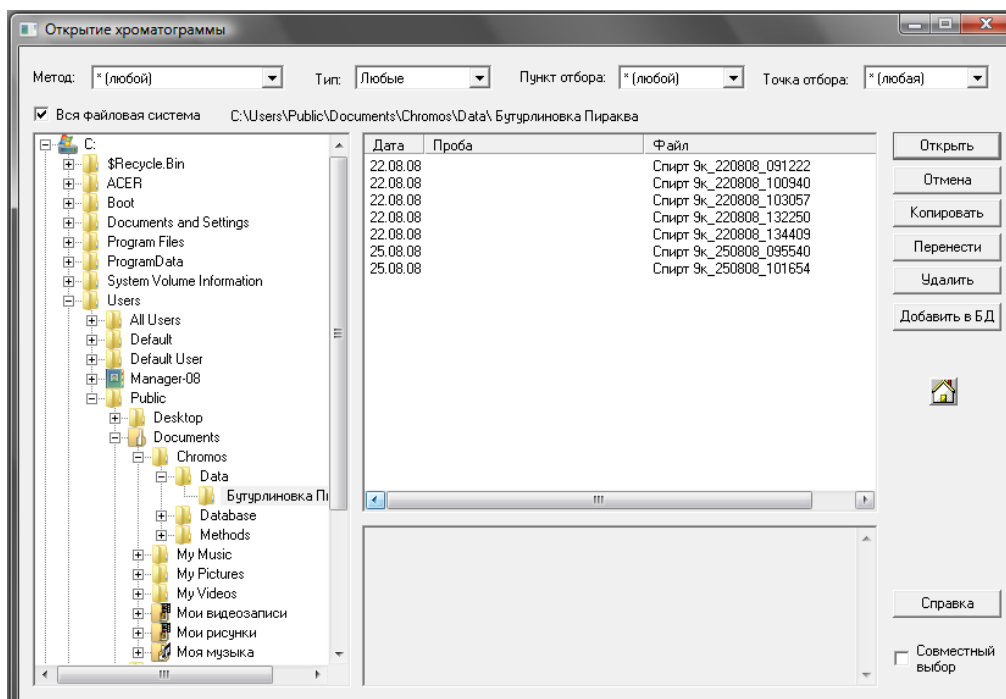 Открытие хроматограммы
Метод: * (любой) Тип: Любые Пункт отбора: * (любой) Точка отбора: * (любая)
Вся файловая система C:\Users\Public\Documents\Chromos\Data\ Бутурлиновка Пираква
C:
$Recycle.Bin
ACER
Boot
Documents and Settings
Program Files
ProgramData
System Volume Information
Users
All Users
Default
Default User
Manager-08
Public
Desktop
Documents
Chromos
Data
Бутурлиновка Пи
Database
Methods
My Music
My Pictures
My Videos
Мои видеозаписи
Мои рисунки
Моя музыка
Дата Проба Файл
22.08.08 Спирт 9к_220808_091222
22.08.08 Спирт 9к_220808_100940
22.08.08 Спирт 9к_220808_103057
22.08.08 Спирт 9к_220808_132250
22.08.08 Спирт 9к_220808_134409
25.08.08 Спирт 9к_250808_095540
25.08.08 Спирт 9к_250808_101654
Открыть
Отмена
Копировать
Перенести
Удалить
Добавить в БД
Справка
Совместный
выбор